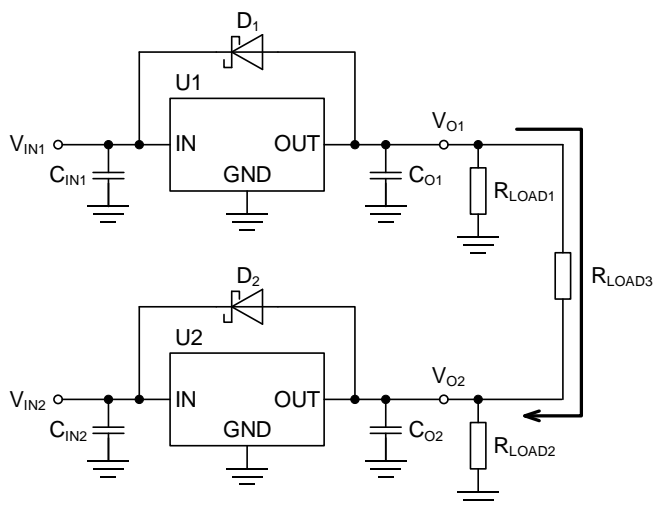 D1
U1
VIN1
IN
OUT
VO1
CIN1
GND
CO1
RLOAD1
RLOAD3
D2
U2
VIN2
IN
OUT
VO2
CIN2
GND
CO2
RLOAD2